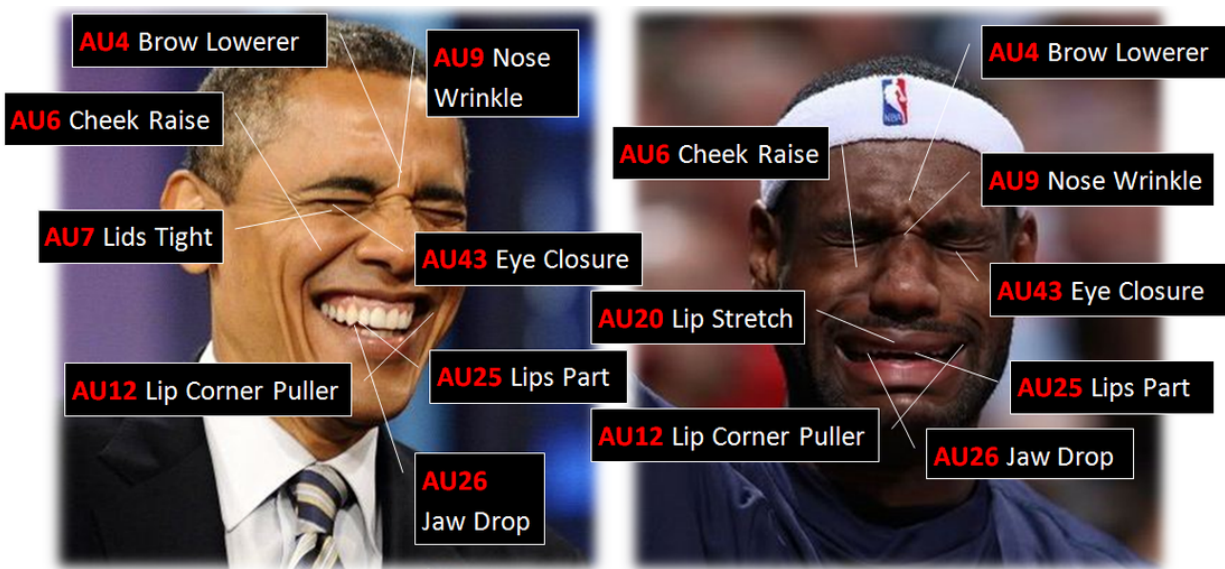 AU4 Brow Lowerer
AU9 Nose
Wrinkle
AU6 Cheek Raise
AU7 Lids Tight
AU43 Eye Closure
AU12 Lip Corner Puller
AU25 Lips Part
AU26
Jaw Drop
AU4 Brow Lowerer
AU6 Cheek Raise
AU9 Nose Wrinkle
AU43 Eye Closure
AU20 Lip Stretch
AU25 Lips Part
AU12 Lip Corner Puller
AU26 Jaw Drop
NBA